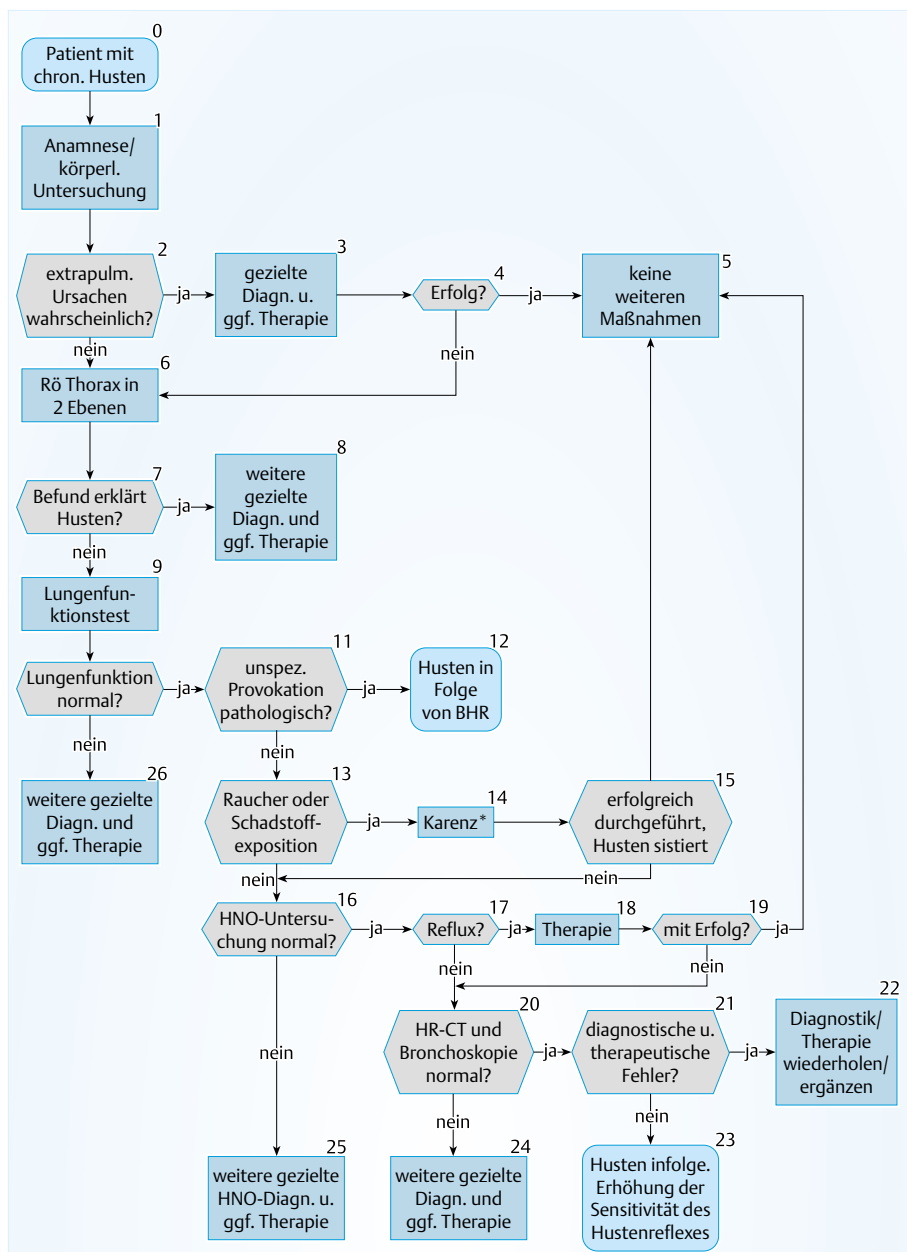 0
Patient mit
chron. Husten
1
Anamnese/
körperl.
Untersuchung
2
extrapulm.
Ursachen
wahrscheinlich?
ja
nein
3
gezielte
Diagn. u.
ggf. Therapie
4
Erfolg?
ja
nein
5
keine
weiteren
Maßnahmen
6
Rö Thorax in
2 Ebenen
7
Befund erklärt
Husten?
ja
nein
8
weitere
gezielte
Diagn. und
ggf. Therapie
9
Lungenfun-
ktionstest
Lungenfunktion
normal?
ja
nein
11
unspez.
Provokation
pathologisch?
ja
nein
12
Husten in
Folge
von BHR
26
weitere gezielte
Diagn. und
ggf. Therapie
13
Raucher oder
Schadstoff-
exposition
ja
nein
14
Karenz*
15
erfolgreich
durchgeführt,
Husten sistiert
nein
16
HNO-Untersu-
chung normal?
ja
nein
17
Reflux?
ja
nein
18
Therapie
19
mit Erfolg?
ja
nein
20
HR-CT und
Bronchoskopie
normal?
ja
nein
21
diagnostische u.
therapeutische
Fehler?
ja
nein
22
Diagnostik/
Therapie
wiederholen/
ergänzen
25
weitere gezielte
HNO-Diagn. u.
ggf. Therapie
24
weitere gezielte
Diagn. und
ggf. Therapie
23
Husten infolge.
Erhöhung der
Sensitivität des
Hustenreflexes